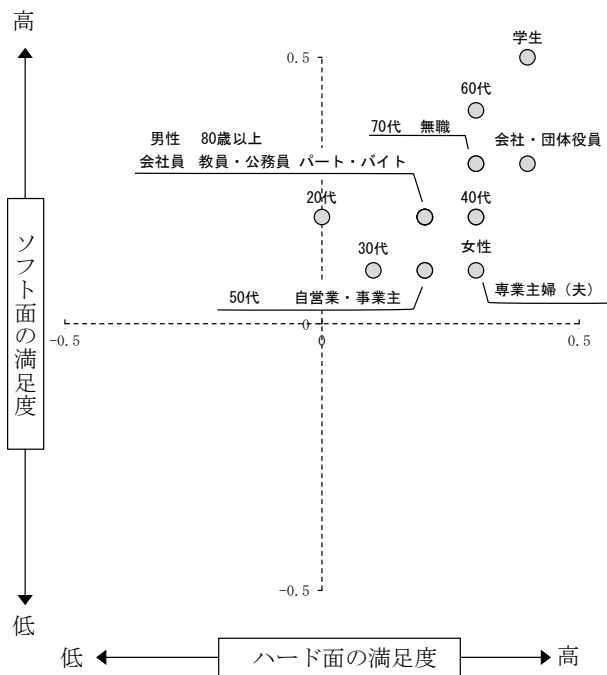 高
学生
0.5
60代
70代 無職
会社・団体役員
男性 80歳以上
会社員 教員・公務員 パート・バイト
20代
40代
30代
女性
専業主婦（夫）
50代 自営業・事業主
ソフト面の満足度
-0.5
0
0
0.5
-0.5
低
低
ハード面の満足度
高